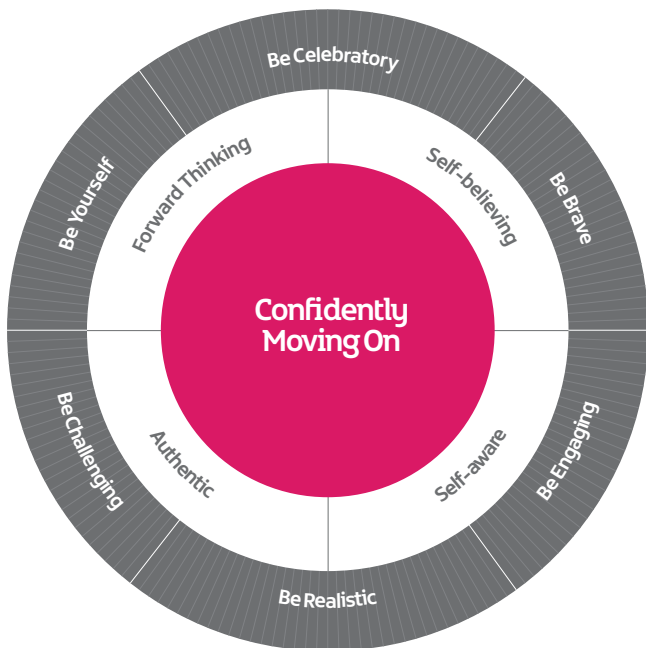 Be Celebratory
Be Yourself
Forward Thinking
Self-believing
Be Brave
Confidently
Moving On
Be Challenging
Authentic
Self-aware
Be Engaging
Be Realistic